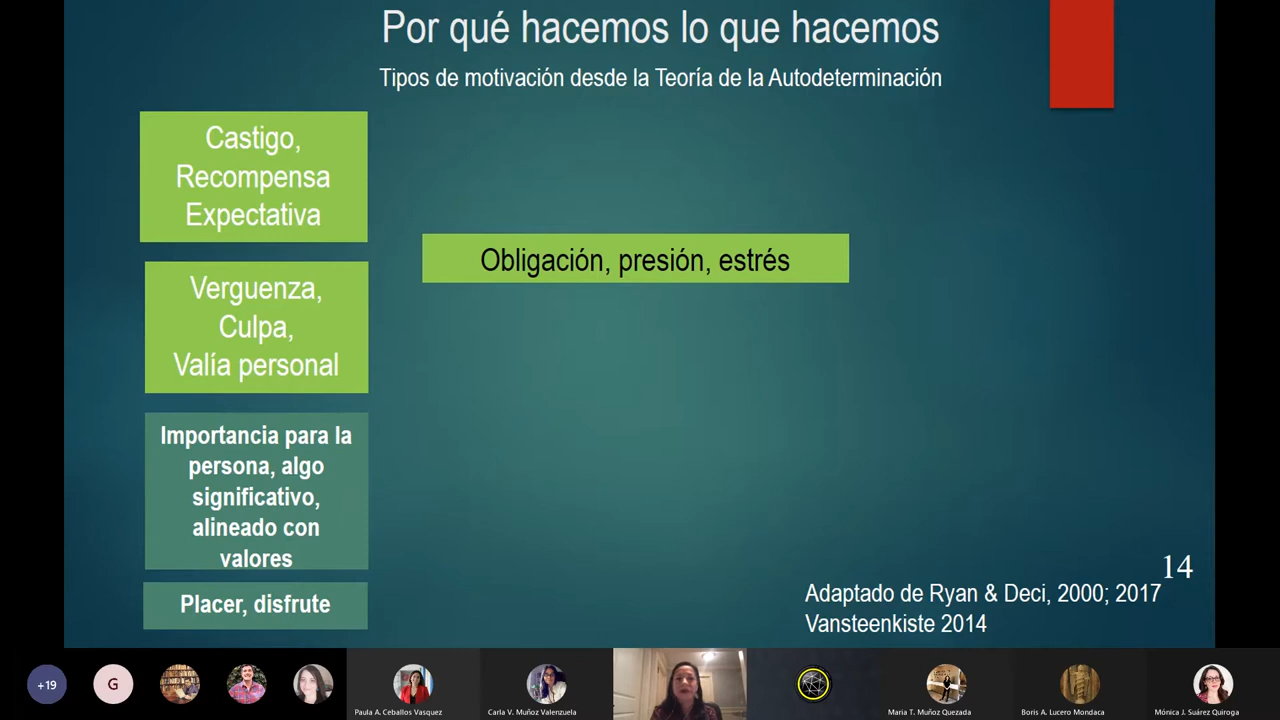 Por qué hacemos lo que hacemos
Tipos de motivación desde la Teoría de la Autodeterminación
Castigo,
Recompensa
Expectativa
Obligación, presión, estrés
Verguenza,
Culpa,
Valía personal
Importancia para la
persona, algo
significativo,
alineado con
valores
Placer, disfrute
14
Adaptado de Ryan & Deci, 2000; 2017
Vansteenkiste 2014
+19
G
Paula A. Ceballos Vasquez
Carla V. Muñoz Valenzuela
Maria T. Muñoz Quezada
Boris A. Lucero Mondaca
Mónica J. Suárez Quiroga